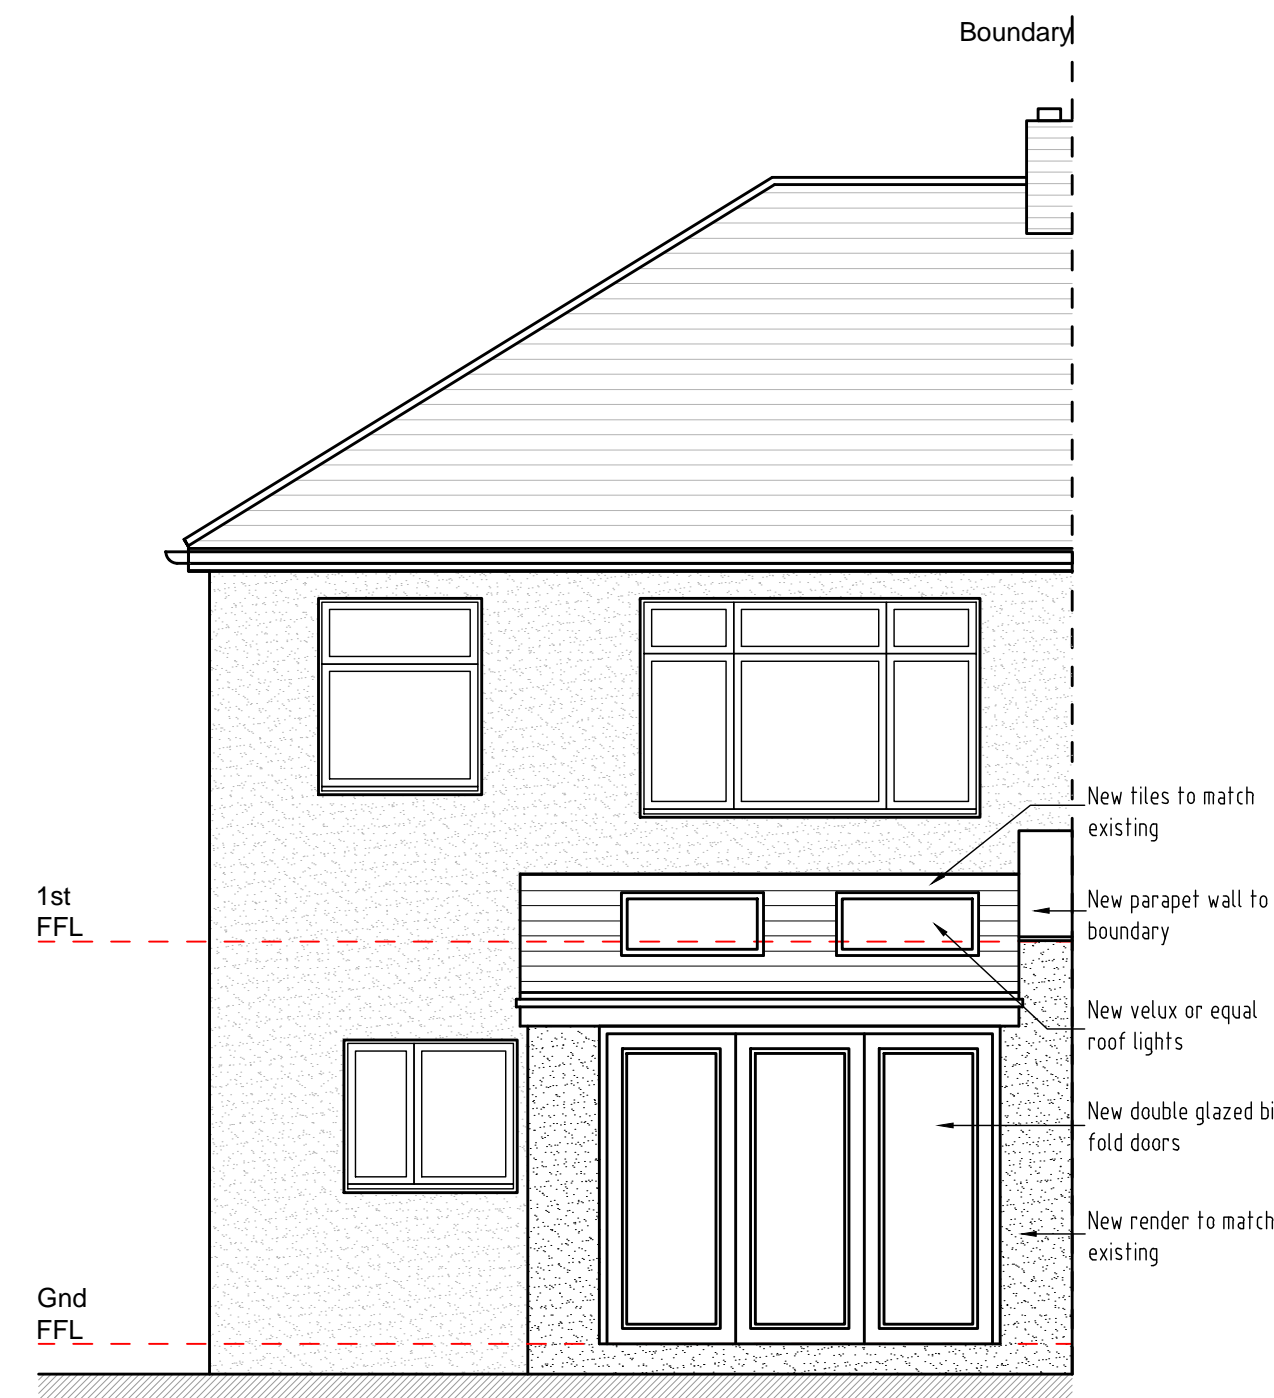 Boundary
New tiles to match
existing
1st
FFL
New parapet wall to
boundary
New velux or equal
roof lights
New double glazed bi
fold doors
New render to match
existing
Gnd
FFL